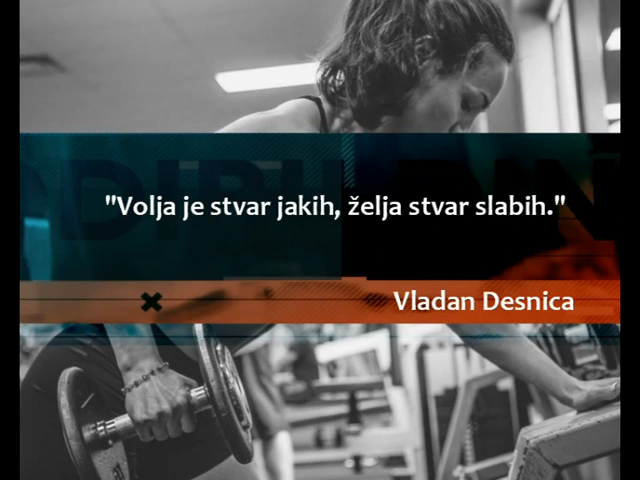 "Volja je stvar jakih, želja stvar slabih."
Vladan Desnica